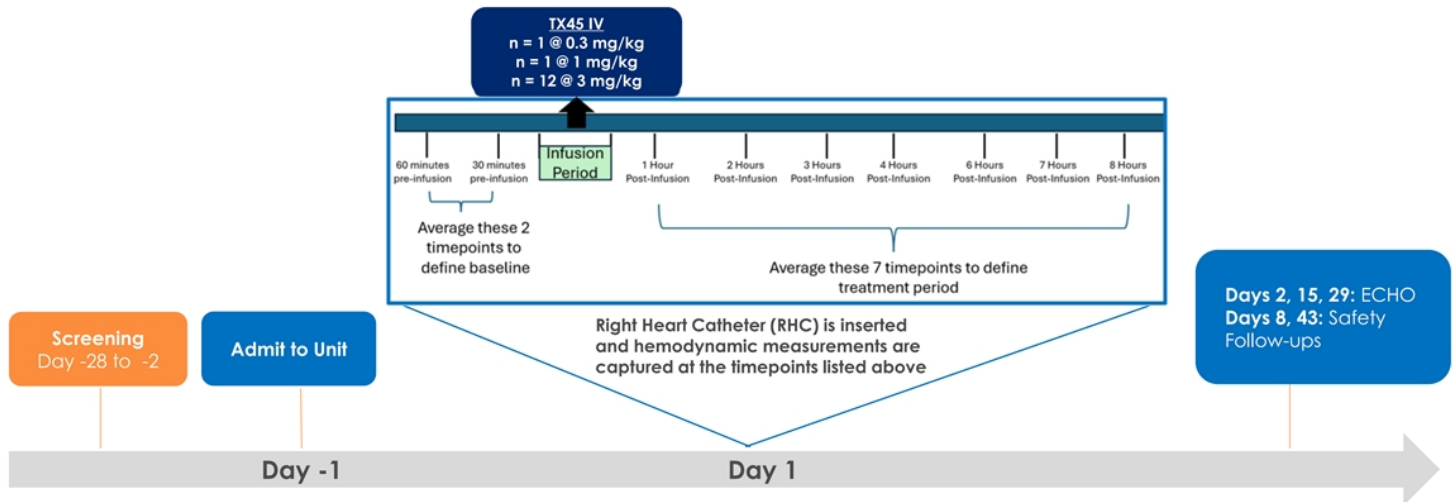 TX45 IV
n = 1 @ 0.3 mg/kg
n = 1 @ 1 mg/kg
n = 12 @ 3 mg/kg
60 minutes
pre-infusion
30 minutes
pre-infusion
Infusion
Period
1 Hour
Post-Infusion
2 Hours
Post-Infusion
3 Hours
Post-Infusion
4 Hours
Post-Infusion
6 Hours
Post-Infusion
7 Hours
Post-Infusion
8 Hours
Post-Infusion
Average these 2
timepoints to
define baseline
Average these 7 timepoints to define
treatment period
Screening
Day -28 to -2
Admit to Unit
Right Heart Catheter (RHC) is inserted
and hemodynamic measurements are
captured at the timepoints listed above
Days 2, 15, 29: ECHO
Days 8, 43: Safety
Follow-ups
Day -1
Day 1